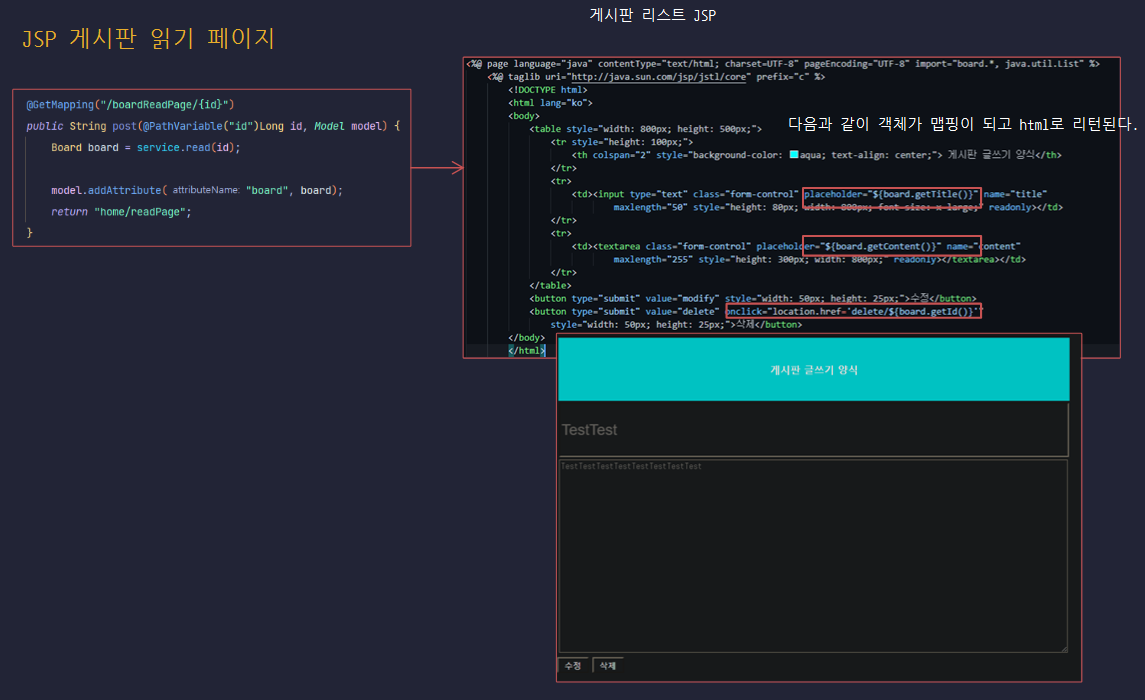 게시판 리스트 JSP
JSP 게시판 읽기 페이지
@GetMapping("/boardReadPage/{id}")
public String post(@PathVariable("id")Long id, Model model) {
Board board = service.read(id);
model.addAttribute( attributeName: "board", board);
return "home/readPage";
}
<%@ page language="java" contentType="text/html; charset=UTF-8" pageEncoding="UTF-8" import="board.*, java.util.List" %>
<%@ taglib uri="http://java.sun.com/jsp/jstl/core" prefix="c" %>
<!DOCTYPE html>
<html lang="ko">
<body>
다음과 같이 객체가 맵핑이 되고 html로 리턴된다.
<table style="width: 800px; height: 500px;">
<tr style="height: 100px;">
<th colspan="2" style="background-color: aqua; text-align: center;"> 게시판 글쓰기 양식</th>
</tr>
<tr>
<td><input type="text" class="form-control" placeholder="${board.getTitle()}" name="title"
maxlength="50" style="height: 80px; width: 800px; font-size: x-large;" readonly></td>
</tr>
<tr>
<td><textarea class="form-control" placeholder="${board.getContent()}" name="content"
maxlength="255" style="height: 300px; width: 800px;" readonly></textarea></td>
</tr>
</table>
<button type="submit" value="modify" style="width: 50px; height: 25px;">수정</button>
<button type="submit" value="delete" onclick="location.href='delete/${board.getId()}'"
style="width: 50px; height: 25px;">삭제</button>
</body>
</html>
게시판 글쓰기 양식
TestTest
TestTestTestTestTestTestTestTest
수정 삭제